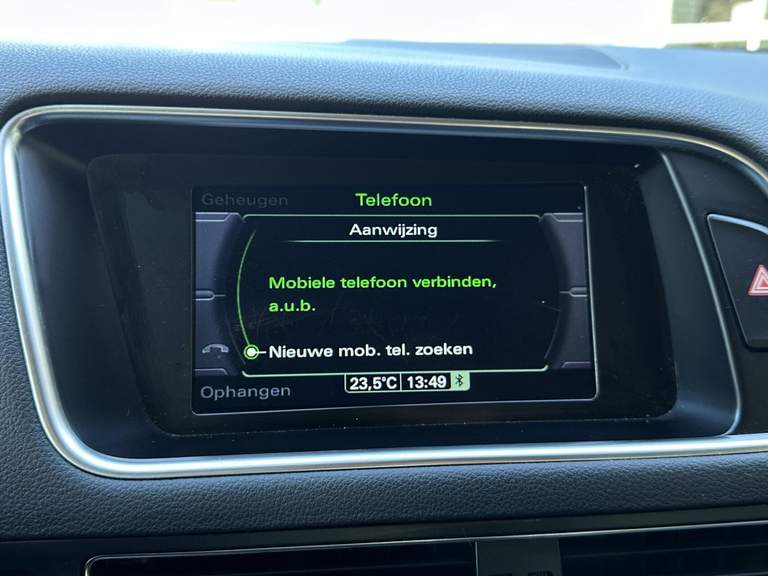 Geheugen Telefoon
Aanwijzing
Mobiele telefoon verbinden,
a.u.b.
Nieuwe mob. tel. zoeken
Ophangen 23,5°C 13:49